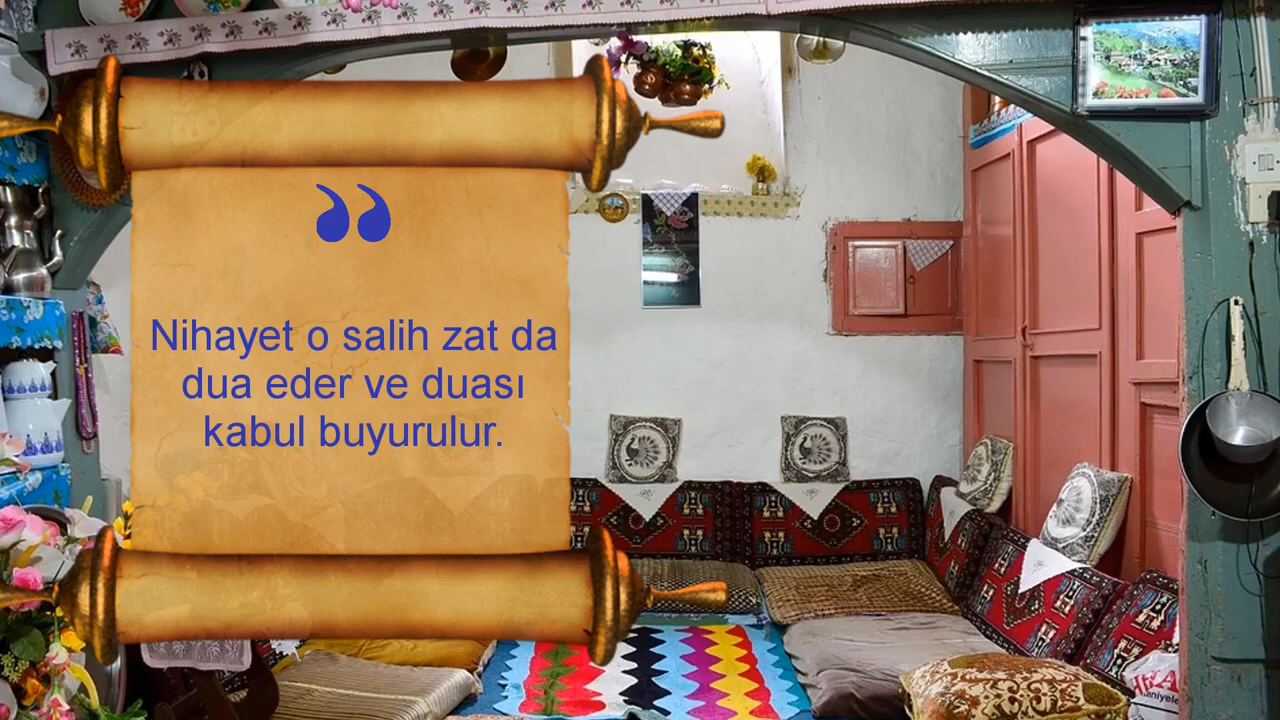 “
Nihayet o salih zat da
dua eder ve duası
kabul buyurulur.